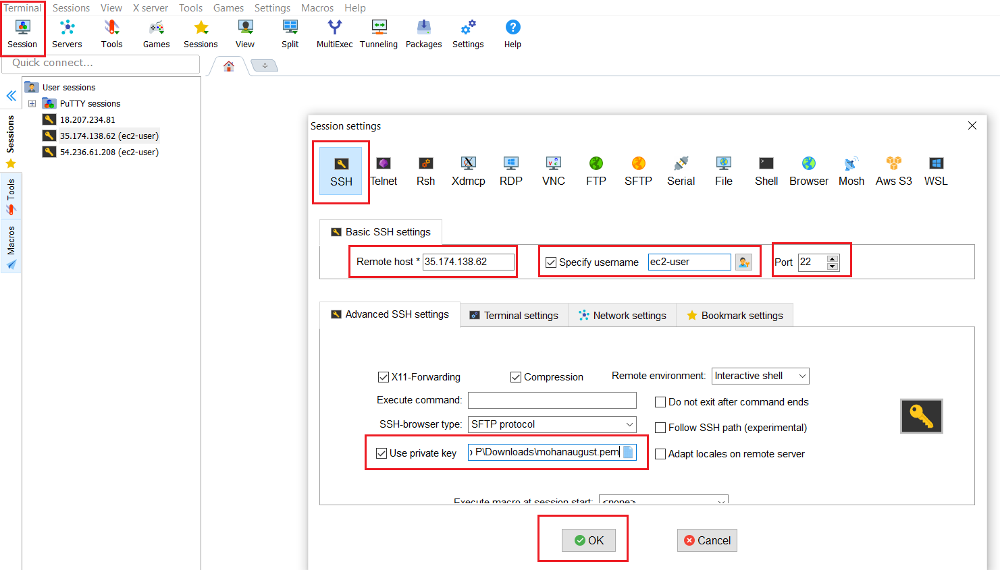 Terminal Sessions View X server Tools Games Settings Macros Help
Session Servers Tools Games Sessions View Split MultiExec Tunneling Packages Settings Help
Quick connect...
User sessions
PuTTY sessions
18.207.234.81
35.174.138.62 (ec2-user)
54.236.61.208 (ec2-user)
Sessions
Tools
Macros
Session settings
SSH Telnet Rsh Xdmcp RDP VNC FTP SFTP Serial File Shell Browser Mosh Aws S3 WSL
Basic SSH settings
Remote host * 35.174.138.62 Specify username ec2-user Port 22
Advanced SSH settings Terminal settings Network settings Bookmark settings
X11-Forwarding Compression Remote environment: Interactive shell
Execute command: Do not exit after command ends
SSH-browser type: SFTP protocol Follow SSH path (experimental)
Use private key P\Downloads\mohanaugust.pem Adapt locales on remote server
Execute macro at session start: <none>
OK Cancel